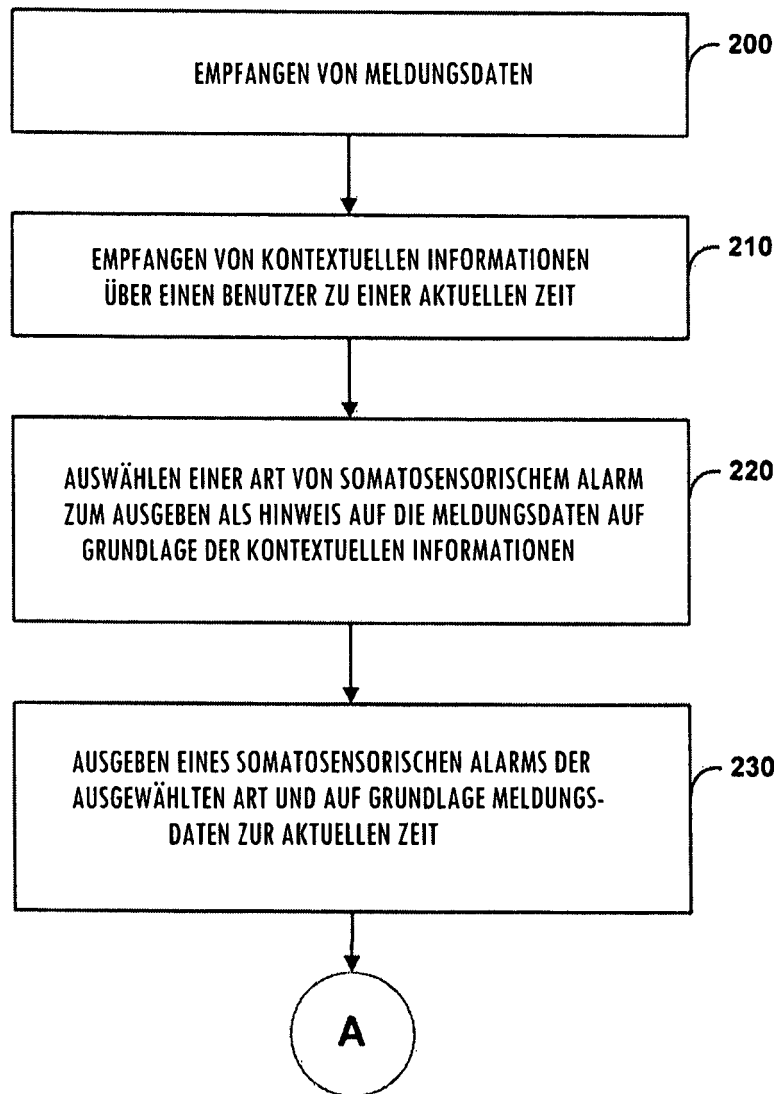 EMPFANGEN VON MELDUNGSDATEN
200
EMPFANGEN VON KONTEXTUELLEN INFORMATIONEN
ÜBER EINEN BENUTZER ZU EINER AKTUELLEN ZEIT
210
AUSWÄHLEN EINER ART VON SOMATOSENSORISCHEM ALARM
ZUM AUSGEBEN ALS HINWEIS AUF DIE MELDUNGSDATEN AUF
GRUNDLAGE DER KONTEXTUELLEN INFORMATIONEN
220
AUSGEBEN EINES SOMATOSENSORISCHEN ALARMS DER
AUSGEWÄHLTEN ART UND AUF GRUNDLAGE MELDUNGS-
DATEN ZUR AKTUELLEN ZEIT
230
A